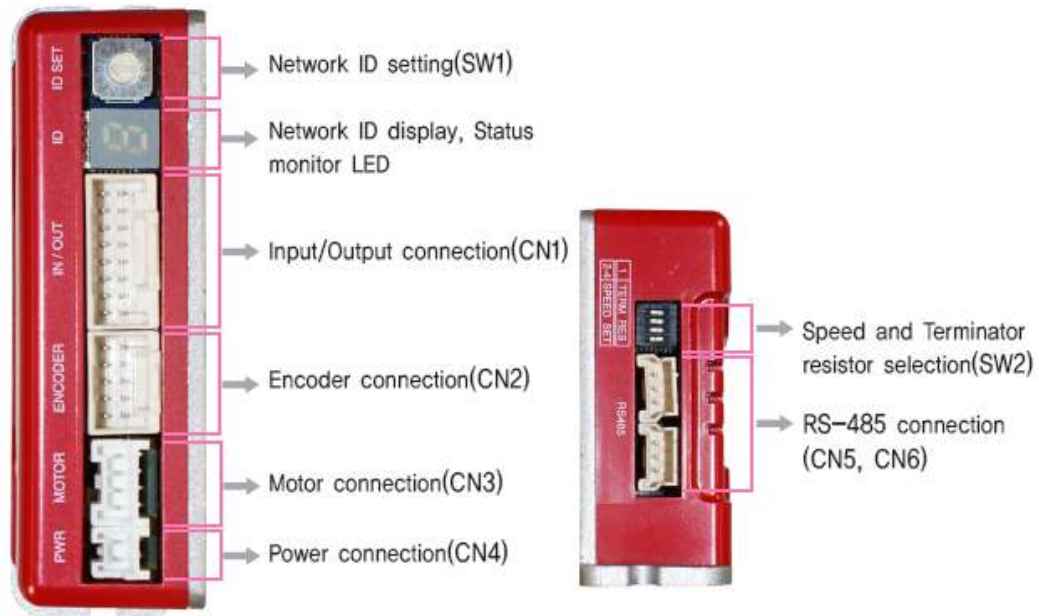 ID SET
Network ID setting(SW1)
ID
Network ID display, Status
monitor LED
IN / OUT
Input/Output connection(CN1)
ENCODER
Encoder connection(CN2)
MOTOR
Motor connection(CN3)
PWR
Power connection(CN4)
1 TERM RES
2-4 SPEED SET
Speed and Terminator
resistor selection(SW2)
RS485
RS-485 connection
(CN5, CN6)